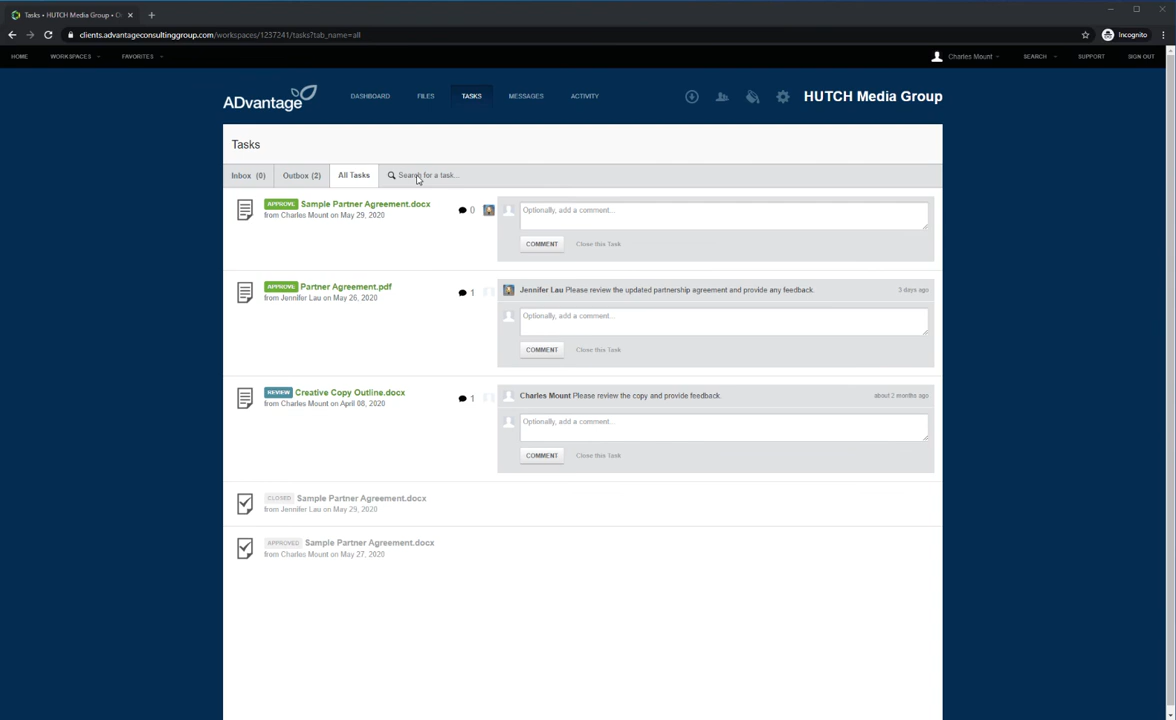 Tasks • HUTCH Media Group •
clients.advantageconsultinggroup.com/workspaces/1237241/tasks?tab_name=all
Incognito
HOME WORKSPACES FAVORITES Charles Mount SEARCH SUPPORT SIGN OUT
ADvantage DASHBOARD FILES TASKS MESSAGES ACTIVITY HUTCH Media Group
Tasks
Inbox (0) Outbox (2) All Tasks Search for a task...
APPROVE Sample Partner Agreement.docx
from Charles Mount on May 29, 2020
0
Optionally, add a comment...
COMMENT Close this Task
APPROVE Partner Agreement.pdf
from Jennifer Lau on May 26, 2020
1
Jennifer Lau Please review the updated partnership agreement and provide any feedback. 3 days ago
Optionally, add a comment...
COMMENT Close this Task
REVIEW Creative Copy Outline.docx
from Charles Mount on April 08, 2020
1
Charles Mount Please review the copy and provide feedback. about 2 months ago
Optionally, add a comment...
COMMENT Close this Task
CLOSED Sample Partner Agreement.docx
from Jennifer Lau on May 29, 2020
APPROVED Sample Partner Agreement.docx
from Charles Mount on May 27, 2020